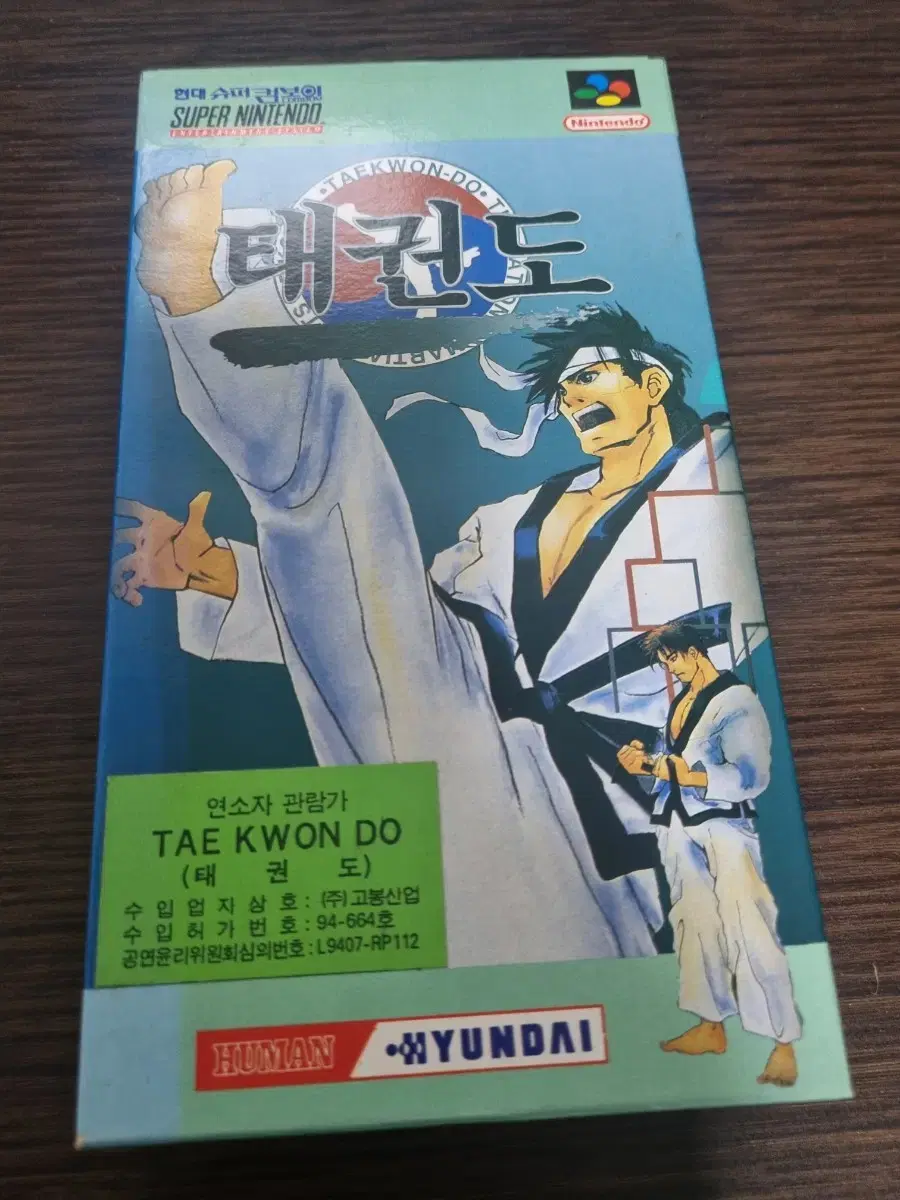 현대 슈퍼 컴보이
SUPER NINTENDO
ENTERTAINMENT SYSTEM
Nintendo
TAEKWON-DO
태권도
연소자 관람가
TAE KWON DO
(태 권 도)
수 입 업 자 상 호 : (주)고봉산업
수 입 허 가 번 호 : 94-664호
공연윤리위원회심의번호 : L9407-RP112
HUMAN
HYUNDAI